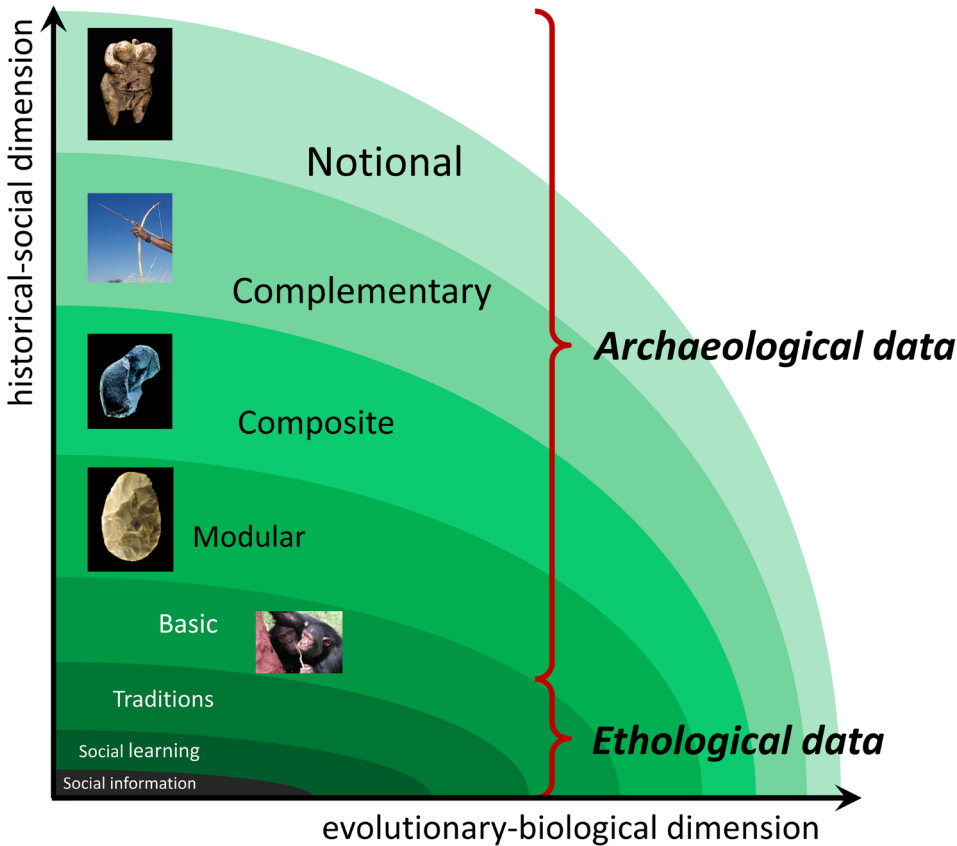 historical-social dimension
Notional
Complementary
Archaeological data
Composite
Modular
Basic
Traditions
Ethological data
Social learning
Social information
evolutionary-biological dimension